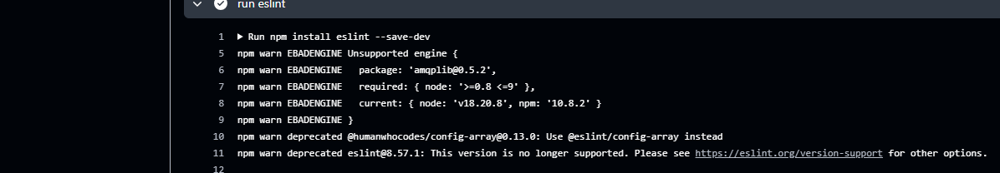 run eslint
1 Run npm install eslint --save-dev
5 npm warn EBADENGINE Unsupported engine {
6 npm warn EBADENGINE   package: 'amqplib@0.5.2',
7 npm warn EBADENGINE   required: { node: '>=0.8 <=9' },
8 npm warn EBADENGINE   current: { node: 'v18.20.8', npm: '10.8.2' }
9 npm warn EBADENGINE }
10 npm warn deprecated @humanwhocodes/config-array@0.13.0: Use @eslint/config-array instead
11 npm warn deprecated eslint@8.57.1: This version is no longer supported. Please see https://eslint.org/version-support for other options.
12